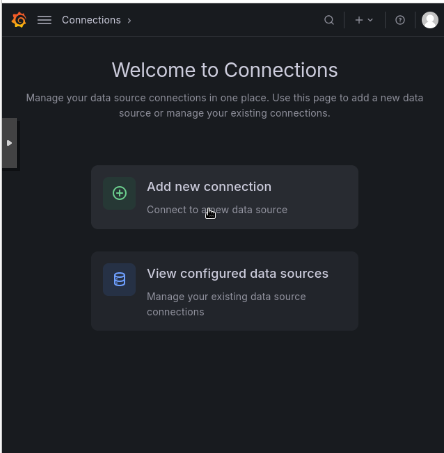 Connections
Welcome to Connections
Manage your data source connections in one place. Use this page to add a new data
source or manage your existing connections.
Add new connection
Connect to a new data source
View configured data sources
Manage your existing data source
connections